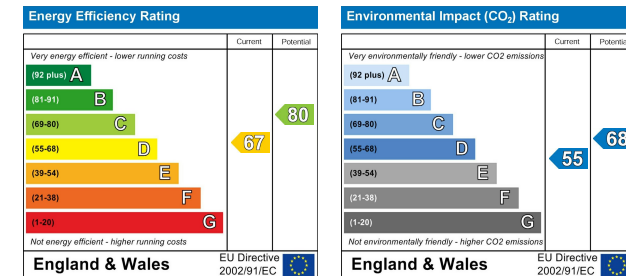 Energy Efficiency Rating
Current Potential
Very energy efficient - lower running costs
(92 plus) A
(81-91) B
(69-80) C
(55-68) D
(39-54) E
(21-38) F
(1-20) G
67
80
Not energy efficient - higher running costs
England & Wales
EU Directive
2002/91/EC
Environmental Impact (CO₂) Rating
Current Potential
Very environmentally friendly - lower CO2 emissions
(92 plus) A
(81-91) B
(69-80) C
(55-68) D
(39-54) E
(21-38) F
(1-20) G
55
68
Not environmentally friendly - higher CO2 emissions
England & Wales
EU Directive
2002/91/EC